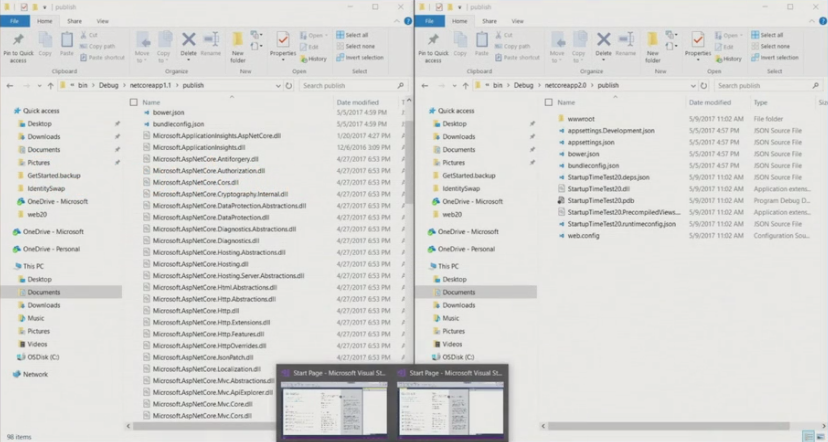 publish
File Home Share View
Pin to Quick access
Copy
Paste
Cut
Copy path
Paste shortcut
Clipboard
Move to
Copy to
Delete
Rename
Organize
New folder
New
Properties
Open
Edit
History
Open
Select all
Select none
Invert selection
Select
bin > Debug > netcoreapp1.1 > publish
Search publish
Quick access
Desktop
Downloads
Documents
Pictures
GetStarted.backup
IdentitySwap
OneDrive - Microsoft
web20
OneDrive - Microsoft
OneDrive - Personal
This PC
Desktop
Documents
Downloads
Music
Pictures
Videos
OSDisk (C:)
Network
98 items
Name Date modified
bower.json 5/5/2017 4:59 PM
bundleconfig.json 5/5/2017 4:59 PM
Microsoft.ApplicationInsights.AspNetCore.dll 1/20/2017 4:27 PM
Microsoft.ApplicationInsights.dll 12/6/2016 3:09 PM
Microsoft.AspNetCore.Antiforgery.dll 4/27/2017 6:53 PM
Microsoft.AspNetCore.Authorization.dll 4/27/2017 6:53 PM
Microsoft.AspNetCore.Cors.dll 4/27/2017 6:53 PM
Microsoft.AspNetCore.Cryptography.Internal.dll 4/27/2017 6:53 PM
Microsoft.AspNetCore.DataProtection.Abstractions.dll 4/27/2017 6:53 PM
Microsoft.AspNetCore.DataProtection.dll 4/27/2017 6:53 PM
Microsoft.AspNetCore.Diagnostics.Abstractions.dll 4/27/2017 6:53 PM
Microsoft.AspNetCore.Diagnostics.dll 4/27/2017 6:53 PM
Microsoft.AspNetCore.Hosting.Abstractions.dll 4/27/2017 6:53 PM
Microsoft.AspNetCore.Hosting.dll 4/27/2017 6:53 PM
Microsoft.AspNetCore.Hosting.Server.Abstractions.dll 4/27/2017 6:53 PM
Microsoft.AspNetCore.Html.Abstractions.dll 4/27/2017 6:53 PM
Microsoft.AspNetCore.Http.Abstractions.dll 4/27/2017 6:53 PM
Microsoft.AspNetCore.Http.dll 4/27/2017 6:53 PM
Microsoft.AspNetCore.Http.Extensions.dll 4/27/2017 6:53 PM
Microsoft.AspNetCore.Http.Features.dll 4/27/2017 6:53 PM
Microsoft.AspNetCore.HttpOverrides.dll 4/27/2017 6:53 PM
Microsoft.AspNetCore.JsonPatch.dll 4/27/2017 6:53 PM
Microsoft.AspNetCore.Localization.dll
Microsoft.AspNetCore.Mvc.Abstractions.dll
Microsoft.AspNetCore.Mvc.ApiExplorer.dll
Microsoft.AspNetCore.Mvc.Core.dll
Microsoft.AspNetCore.Mvc.Cors.dll
publish
File Home Share View
Pin to Quick access
Copy
Paste
Cut
Copy path
Paste shortcut
Clipboard
Move to
Copy to
Delete
Rename
Organize
New folder
New
Properties
Open
Edit
History
Open
Select all
Select none
Invert selection
Select
bin > Debug > netcoreapp2.0 > publish
Search publish
Quick access
Desktop
Downloads
Documents
Pictures
GetStarted.backup
IdentitySwap
OneDrive - Microsoft
web20
OneDrive - Microsoft
OneDrive - Personal
This PC
Desktop
Documents
Downloads
Music
Pictures
Name Date modified Type
wwwroot 5/9/2017 11:02 AM File folder
appsettings.Development.json 5/5/2017 4:57 PM JSON Source File
appsettings.json 5/5/2017 4:57 PM JSON Source File
bower.json 5/5/2017 4:57 PM JSON Source File
bundleconfig.json 5/5/2017 4:57 PM JSON Source File
StartupTimeTest20.deps.json 5/9/2017 11:02 AM JSON Source File
StartupTimeTest20.dll 5/9/2017 11:02 AM Application exten...
StartupTimeTest20.pdb 5/9/2017 11:02 AM Program Debug D...
StartupTimeTest20.PrecompiledViews... 5/9/2017 11:02 AM Application exten...
StartupTimeTest20.runtimeconfig.json 5/9/2017 11:02 AM JSON Source File
web.config 5/9/2017 11:02 AM Configuration Sou...
Start Page - Microsoft Visual St...
Start Page - Microsoft Visual St...